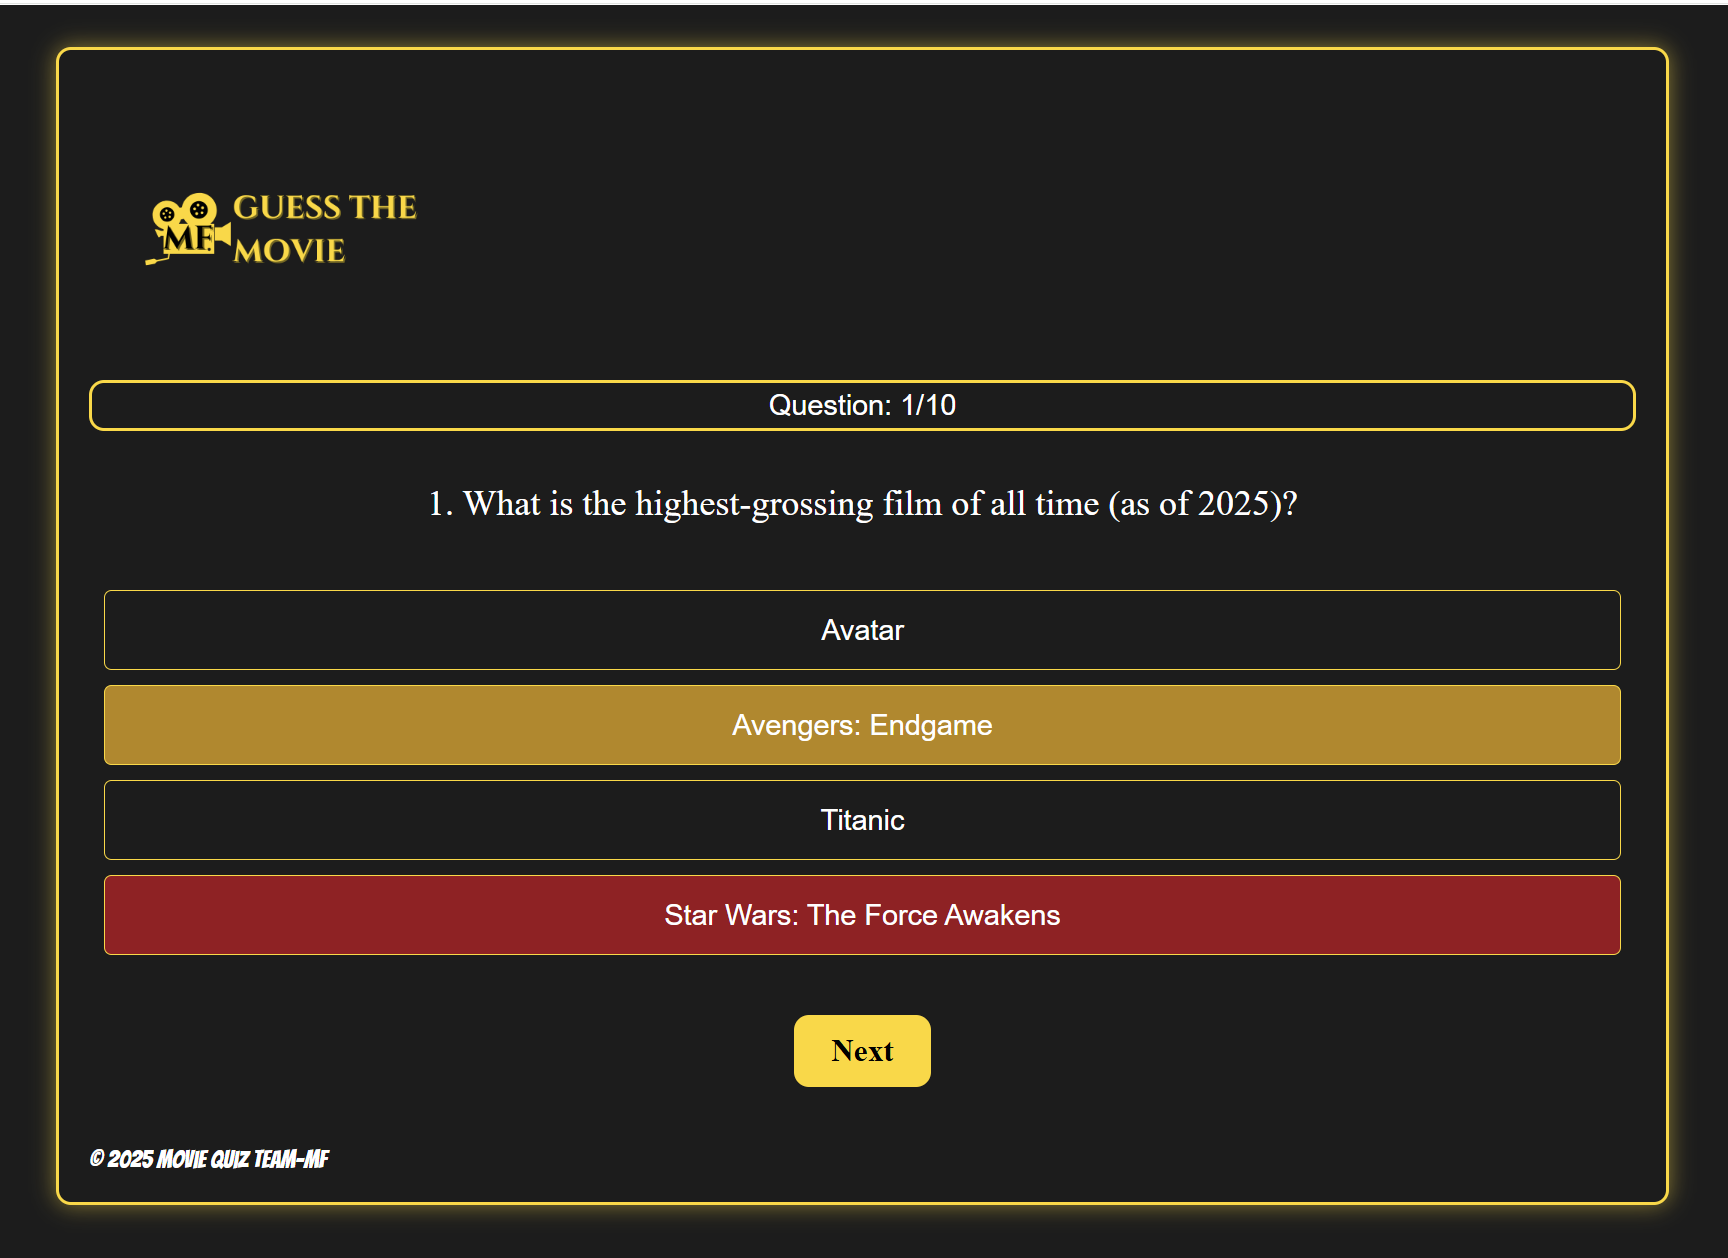 MF
GUESS THE
MOVIE
Question: 1/10
1. What is the highest-grossing film of all time (as of 2025)?
Avatar
Avengers: Endgame
Titanic
Star Wars: The Force Awakens
Next
© 2025 MOVIE QUIZ TEAM-MF